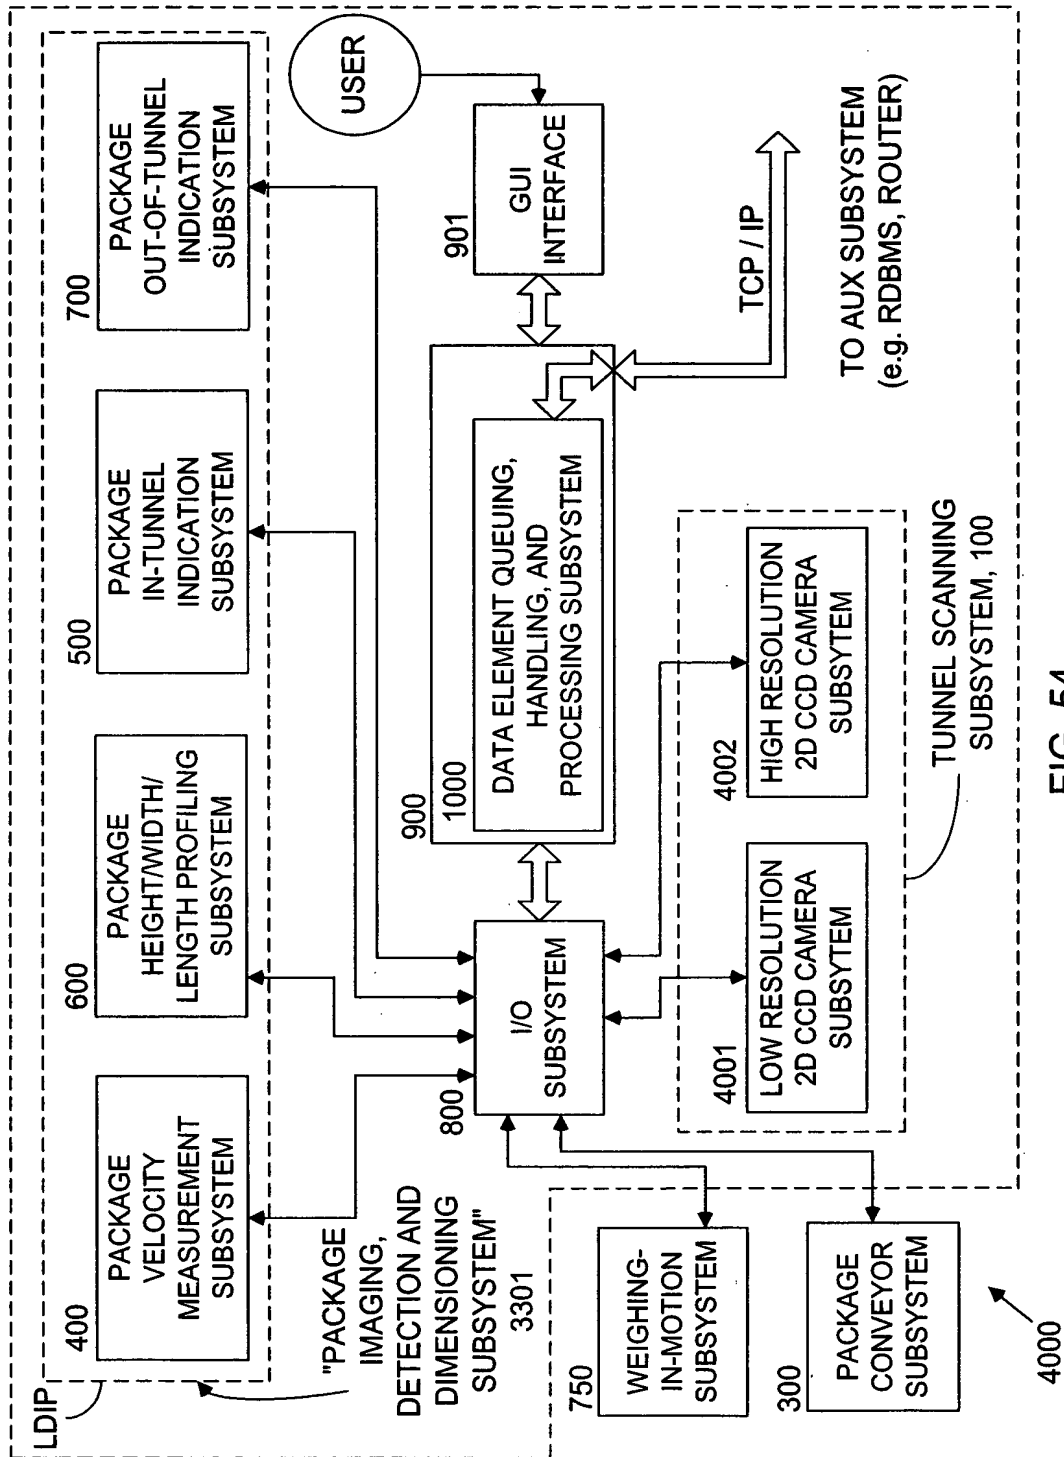 LDIP
400
PACKAGE
VELOCITY
MEASUREMENT
SUBSYSTEM
600
PACKAGE
HEIGHT/WIDTH/
LENGTH PROFILING
SUBSYSTEM
500
PACKAGE
IN-TUNNEL
INDICATION
SUBSYSTEM
700
PACKAGE
OUT-OF-TUNNEL
INDICATION
SUBSYSTEM
"PACKAGE
IMAGING,
DETECTION AND
DIMENSIONING
SUBSYSTEM"
3301
800
I/O
SUBSYSTEM
900
1000
DATA ELEMENT QUEUING,
HANDLING, AND
PROCESSING SUBSYSTEM
901
GUI
INTERFACE
USER
TCP / IP
TO AUX SUBSYSTEM
(e.g. RDBMS, ROUTER)
750
WEIGHING-
IN-MOTION
SUBSYSTEM
300
PACKAGE
CONVEYOR
SUBSYSTEM
4001
LOW RESOLUTION
2D CCD CAMERA
SUBSYTEM
4002
HIGH RESOLUTION
2D CCD CAMERA
SUBSYTEM
TUNNEL SCANNING
SUBSYSTEM, 100
4000
FIG. 54